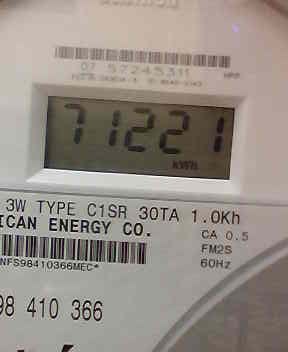 07 57245311
71221
kWh
3W TYPE C1SR 30TA 1.0Kh
ICAN ENERGY CO.
CA 0.5
FM2S
60Hz
NFS98410366MEC*
98 410 366